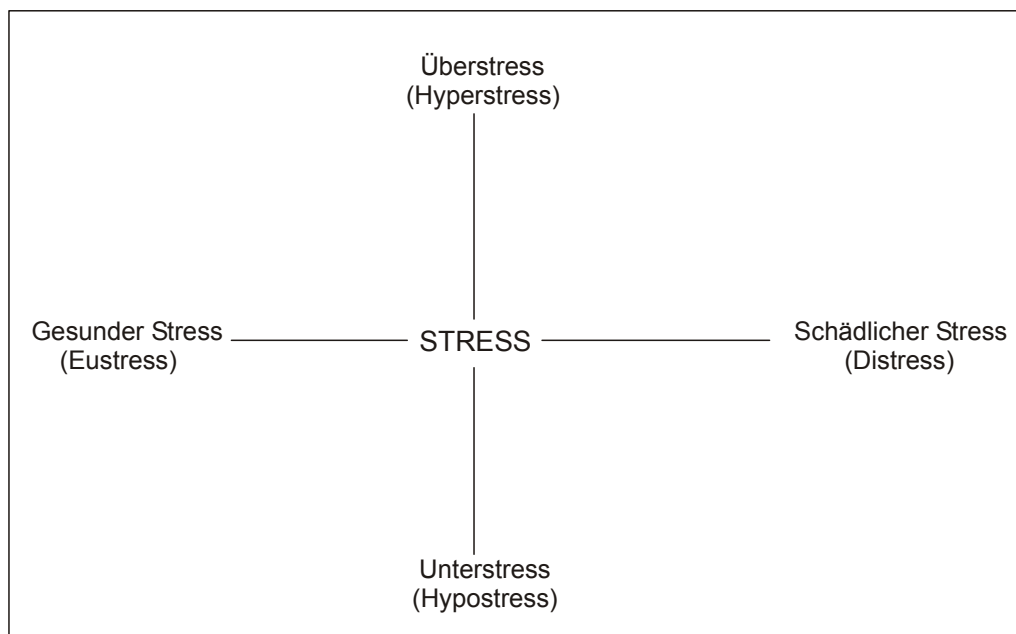 Überstress
(Hyperstress)
Gesunder Stress
(Eustress)
STRESS
Schädlicher Stress
(Distress)
Unterstress
(Hypostress)